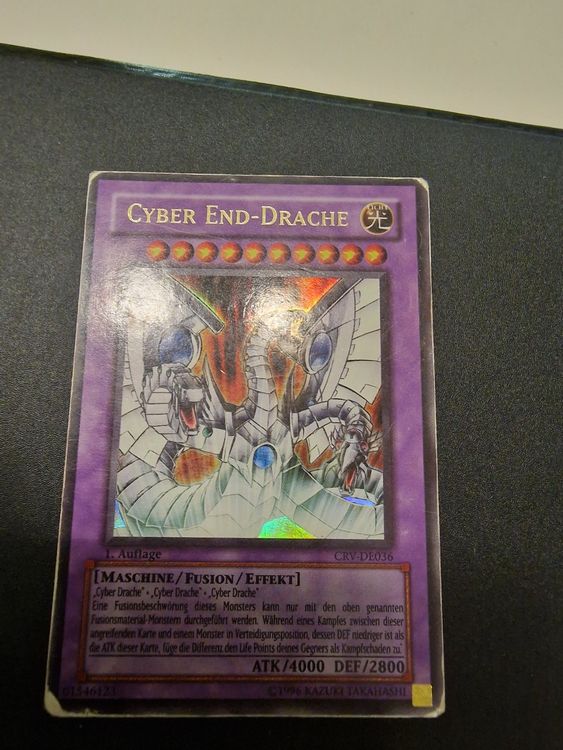 CYBER END-DRACHE
LICHT
光
1. Auflage
CRV-DE036
[MASCHINE/FUSION/EFFEKT]
„Cyber Drache" + „Cyber Drache" + „Cyber Drache"
Eine Fusionsbeschwörung dieses Monsters kann nur mit den oben genannten
Fusionsmaterial-Monstern durchgeführt werden. Während eines Kampfes zwischen dieser
angreifenden Karte und einem Monster in Verteidigungsposition, dessen DEF niedriger ist als
die ATK dieser Karte, füge die Differenz den Life Points deines Gegners als Kampfschaden zu.
ATK/4000 DEF/2800
01546123
©1996 KAZUKI TAKAHASHI